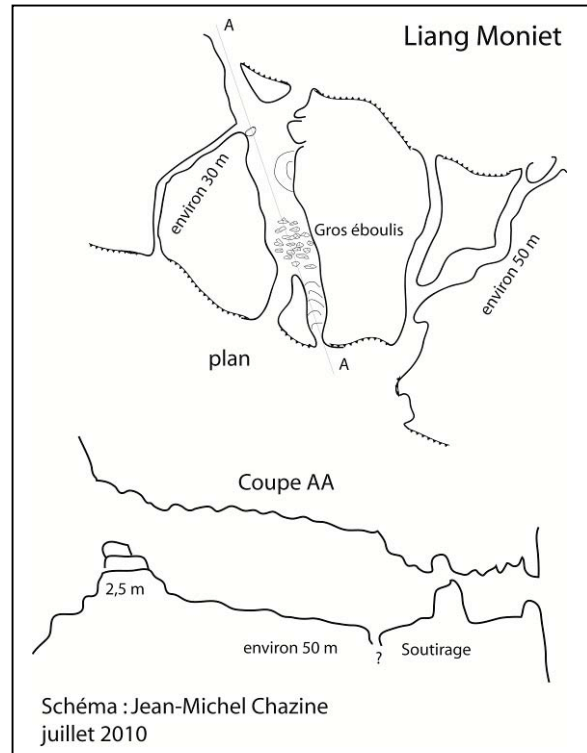 Liang Moniet
A
environ 30 m
Gros éboulis
environ 50 m
plan
A
Coupe AA
2,5 m
environ 50 m
?
Soutirage
Schéma : Jean-Michel Chazine
juillet 2010